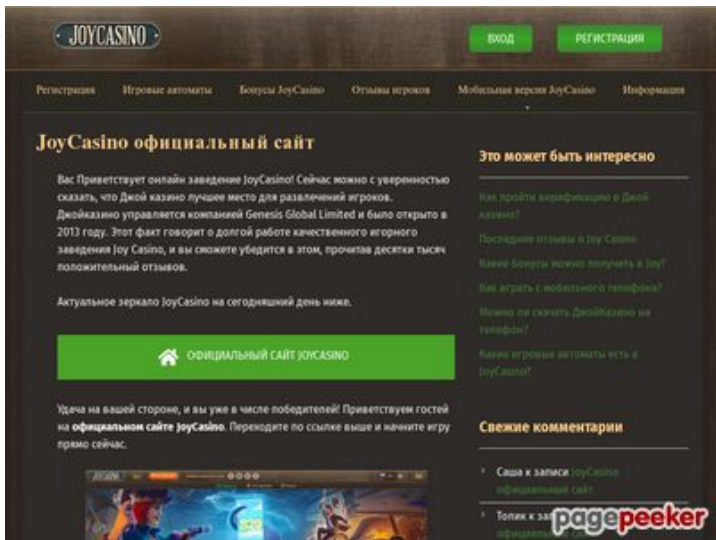 JOYCASINO
ВХОД
РЕГИСТРАЦИЯ
Регистрация
Игровые автоматы
Бонусы JoyCasino
Отзывы игроков
Мобильная версия JoyCasino
Информация
JoyCasino официальный сайт
Вас Приветствует онлайн заведение JoyCasino! Сейчас можно с уверенностью
сказать, что Джой казино лучшее место для развлечений игроков.
Джойказино управляется компанией Genesis Global Limited и было открыто в
2013 году. Этот факт говорит о долгой работе качественного игорного
заведения Joy Casino, и вы сможете убедится в этом, прочитав десятки тысяч
положительный отзывов.
Актуальное зеркало JoyCasino на сегодняшний день ниже.
ОФИЦИАЛЬНЫЙ САЙТ JOYCASINO
Удача на вашей стороне, и вы уже в числе победителей! Приветствуем гостей
на официальном сайте JoyCasino. Переходите по ссылке выше и начните игру
прямо сейчас.
JOYCASINO
Это может быть интересно
Как пройти верефикацию в Джой
казино?
Последние отзывы о Joy Casino
Какие бонусы можно получить в Joy?
Как играть с мобильного телефона?
Можно ли скачать ДжойКазино на
телефон?
Какие игровые автоматы есть в
JoyCasino?
Свежие комментарии
Саша к записи JoyCasino
официальный сайт
Толик к
pagepeeker